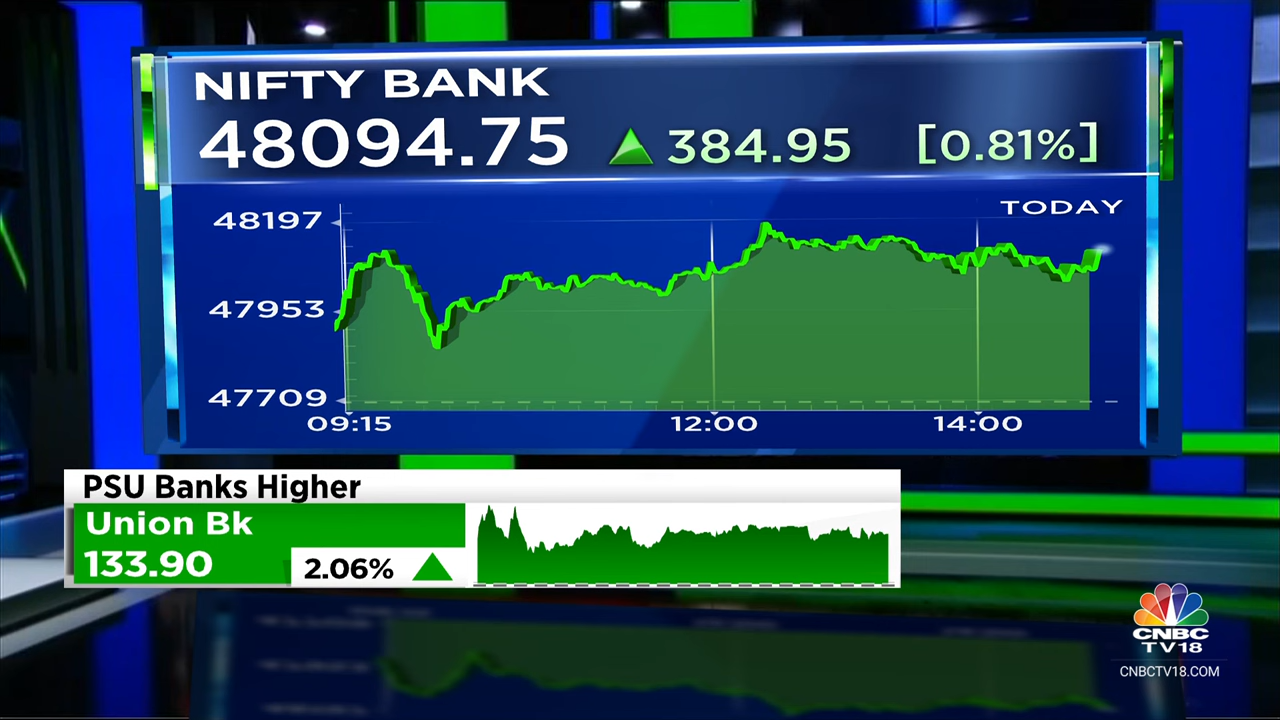 NIFTY BANK
48094.75 ▲ 384.95 [0.81%]
TODAY
48197
47953
47709
09:15 12:00 14:00
PSU Banks Higher
Union Bk
133.90 2.06% ▲
CNBC
TV18
CNBCTV18.COM